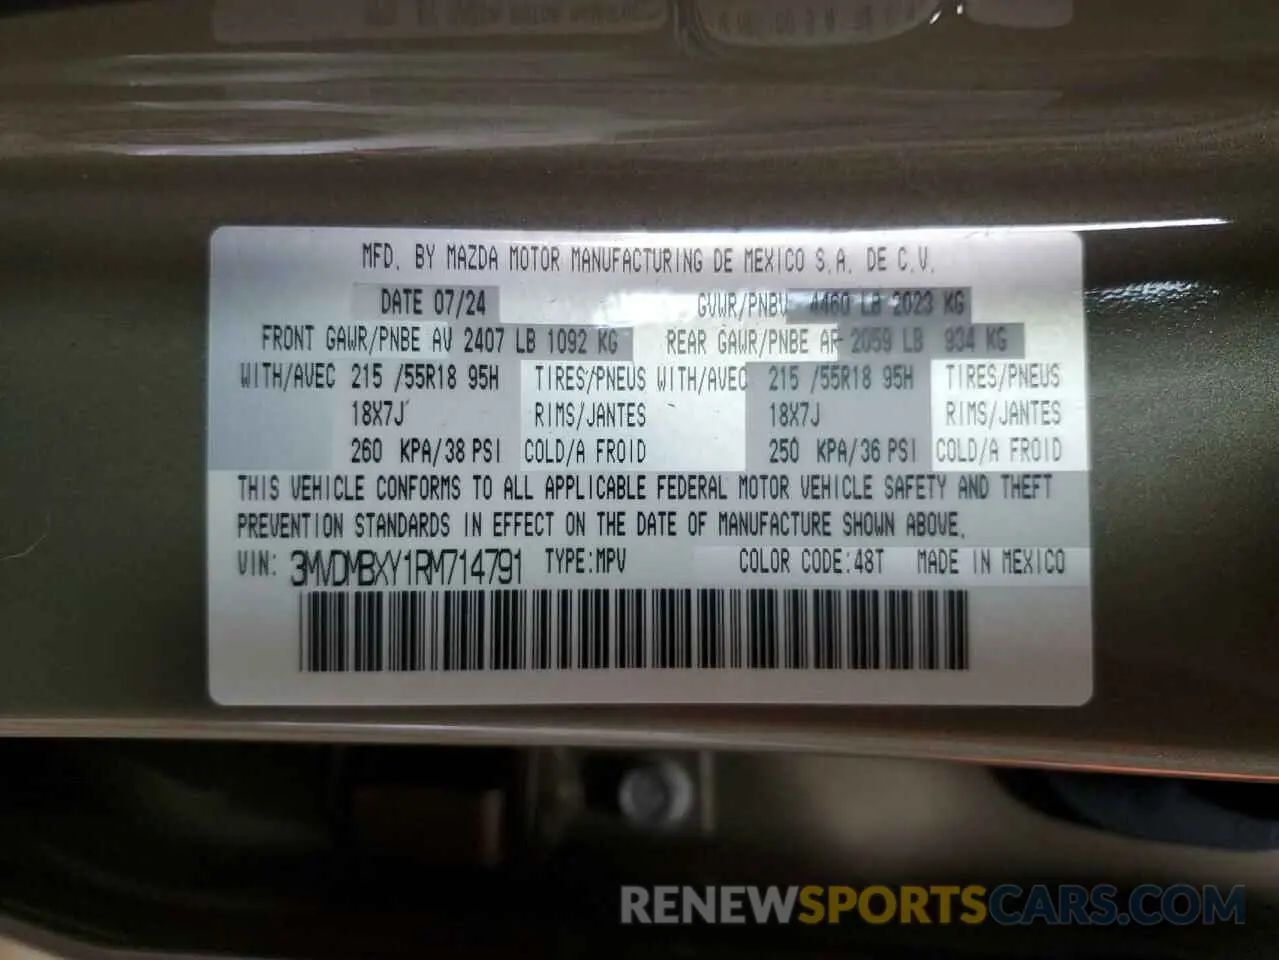 MFD. BY MAZDA MOTOR MANUFACTURING DE MEXICO S.A. DE C.V.
DATE 07/24 GVWR/PNBV 4460 LB 2023 KG
FRONT GAWR/PNBE AV 2407 LB 1092 KG REAR GAWR/PNBE AR 2059 LB 934 KG
WITH/AVEC 215 /55R18 95H TIRES/PNEUS WITH/AVEC 215 /55R18 95H TIRES/PNEUS
18X7J RIMS/JANTES 18X7J RIMS/JANTES
260 KPA/38 PSI COLD/A FROID 250 KPA/36 PSI COLD/A FROID
THIS VEHICLE CONFORMS TO ALL APPLICABLE FEDERAL MOTOR VEHICLE SAFETY AND THEFT
PREVENTION STANDARDS IN EFFECT ON THE DATE OF MANUFACTURE SHOWN ABOVE.
VIN: 3MVDMBXY1RM714791 TYPE:MPV COLOR CODE:48T MADE IN MEXICO
RENEWSPORTSCARS.COM